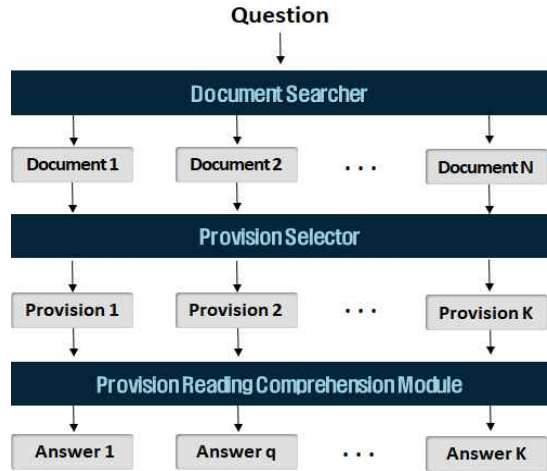 Question
Document Searcher
Document 1 Document 2 . . . Document N
Provision Selector
Provision 1 Provision 2 . . . Provision K
Provision Reading Comprehension Module
Answer 1 Answer q . . . Answer K